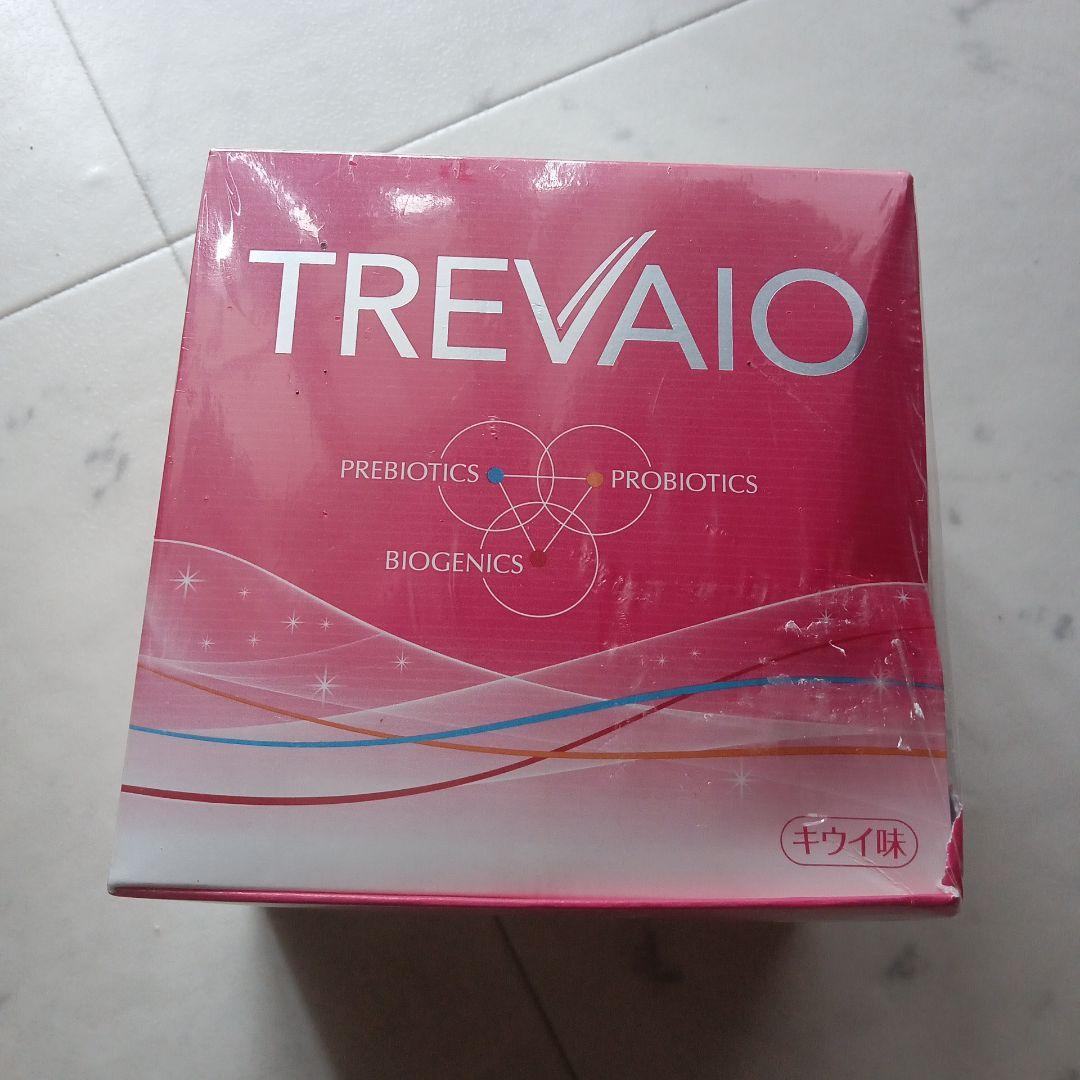 TREVAIO
PREBIOTICS
PROBIOTICS
BIOGENICS
キウイ味